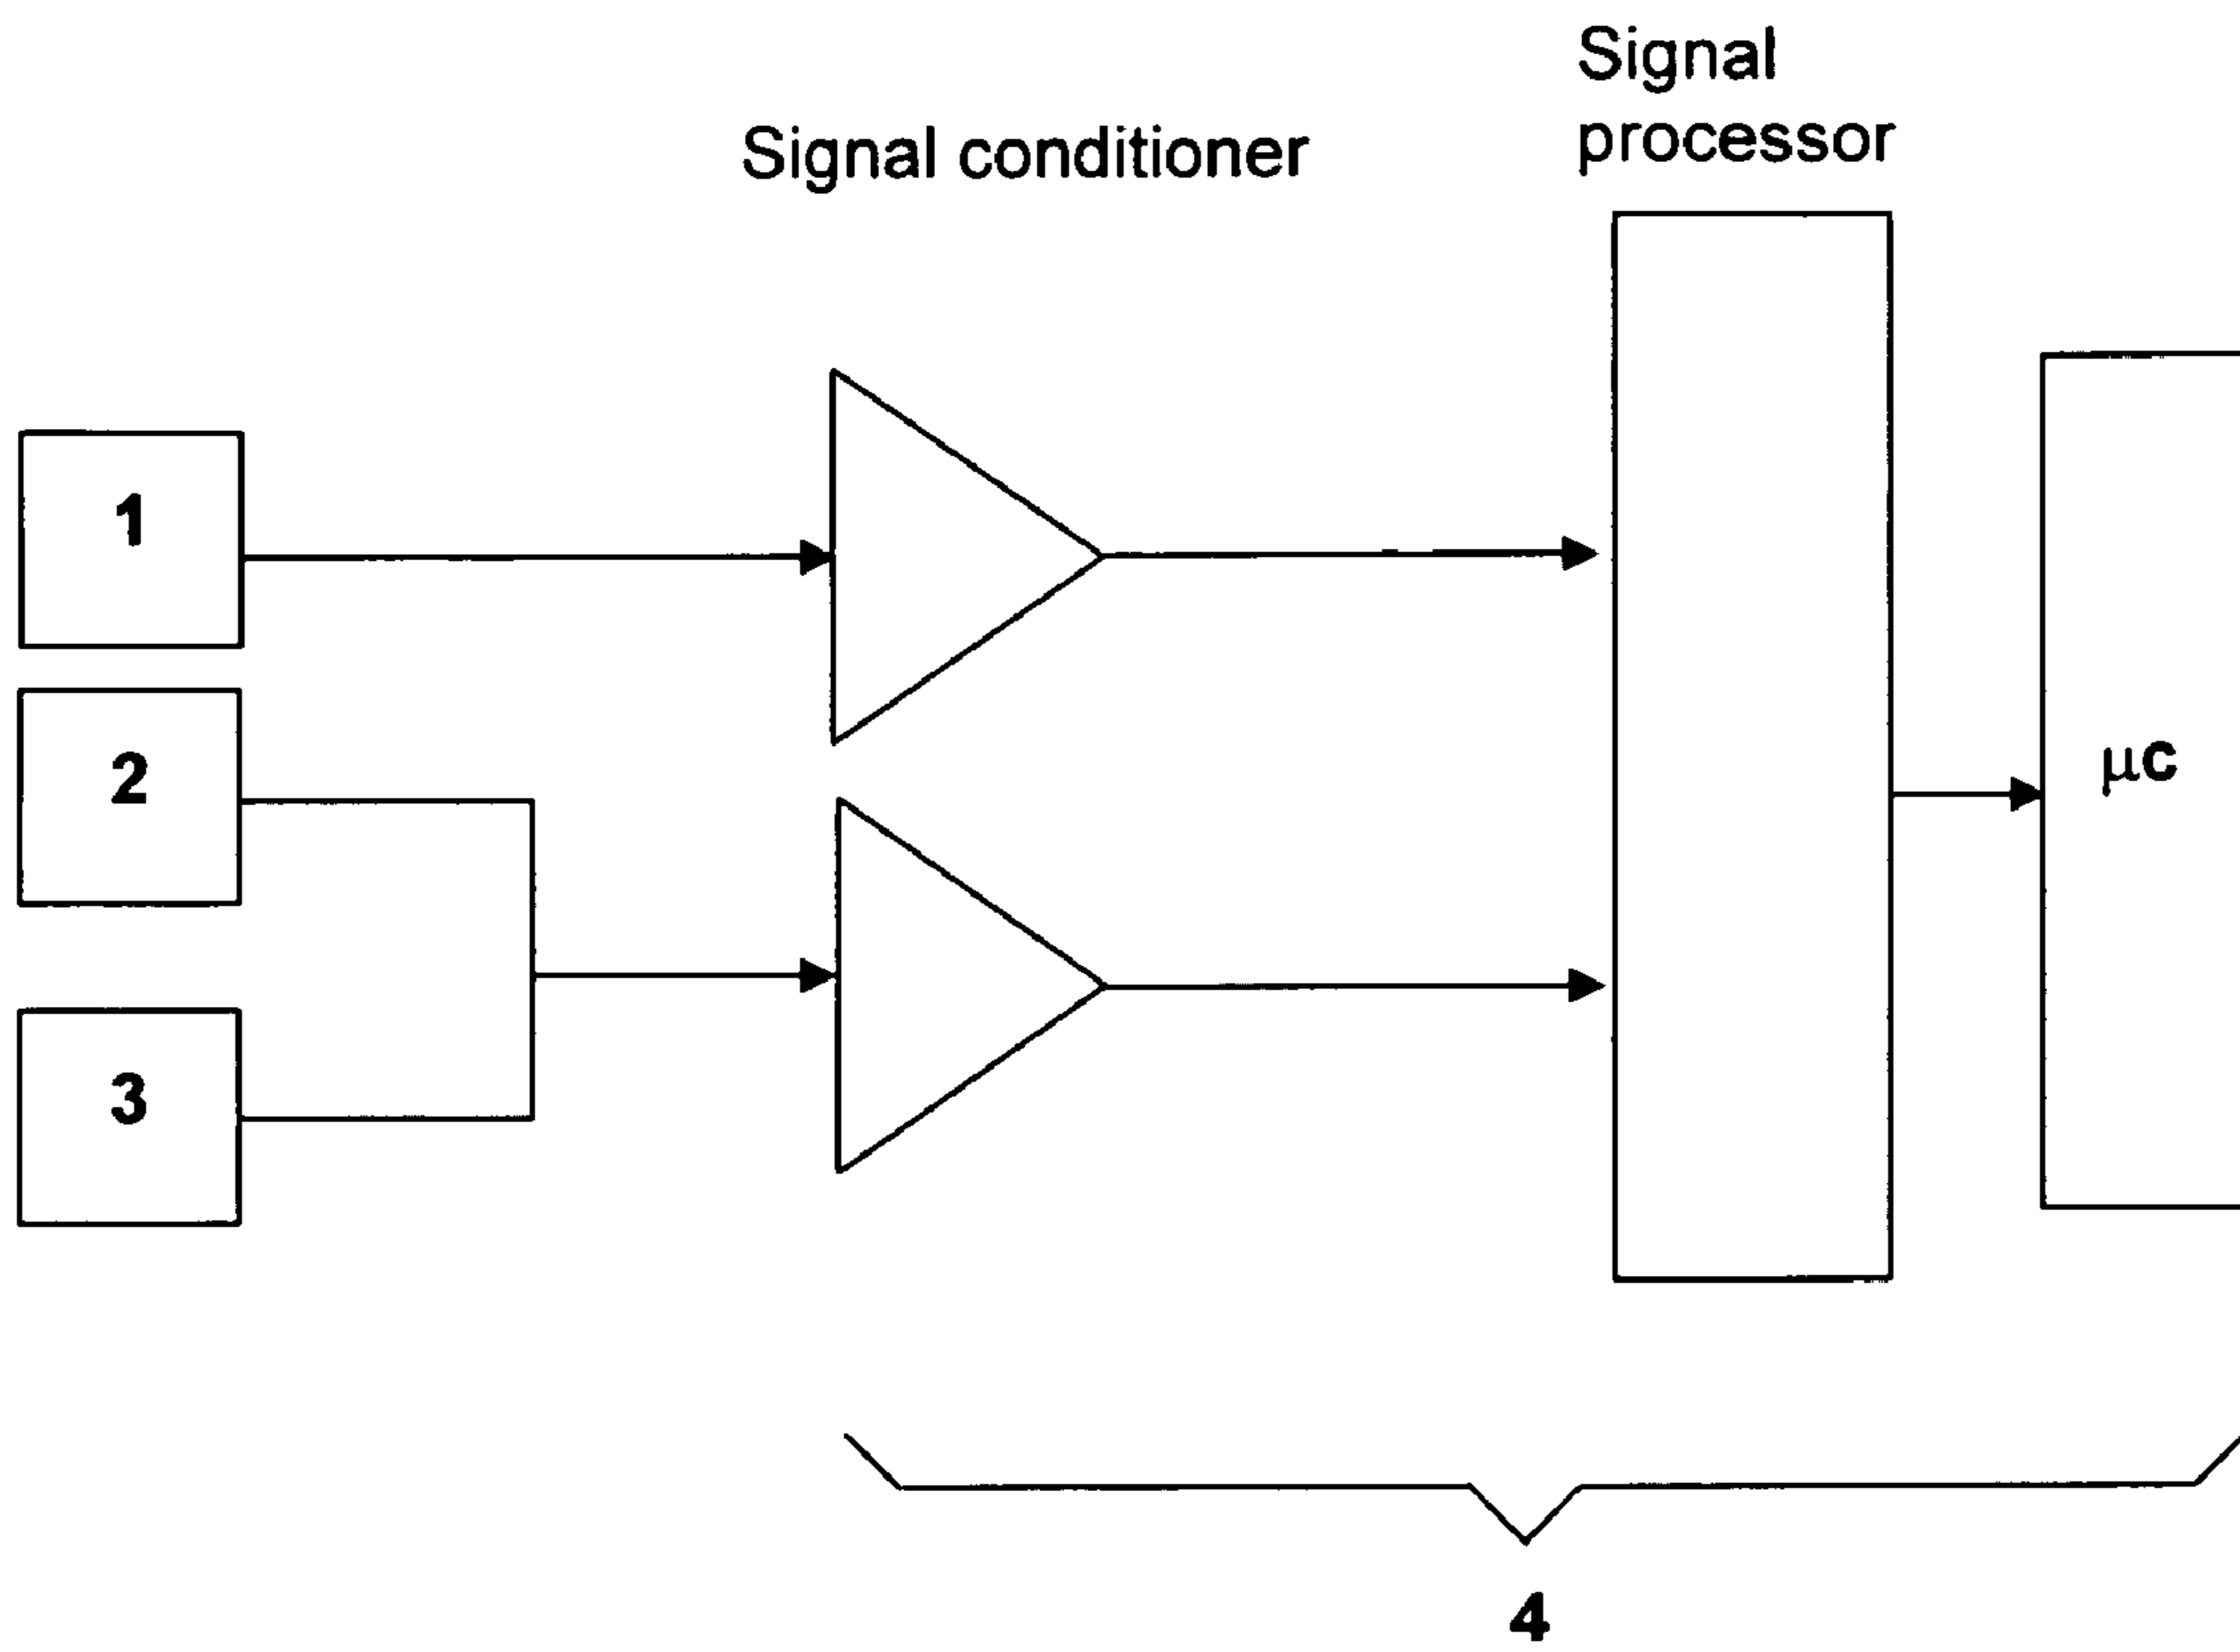 Signal
processor
Signal conditioner
1
2
μc
3
4